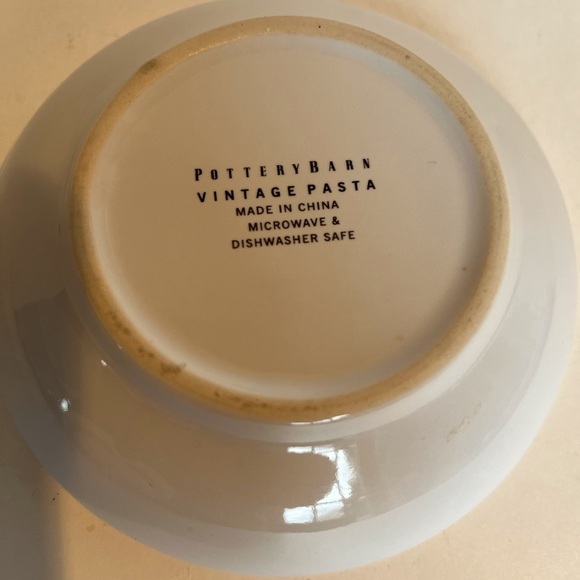 POTTERYBARN
VINTAGE PASTA
MADE IN CHINA
MICROWAVE &
DISHWASHER SAFE